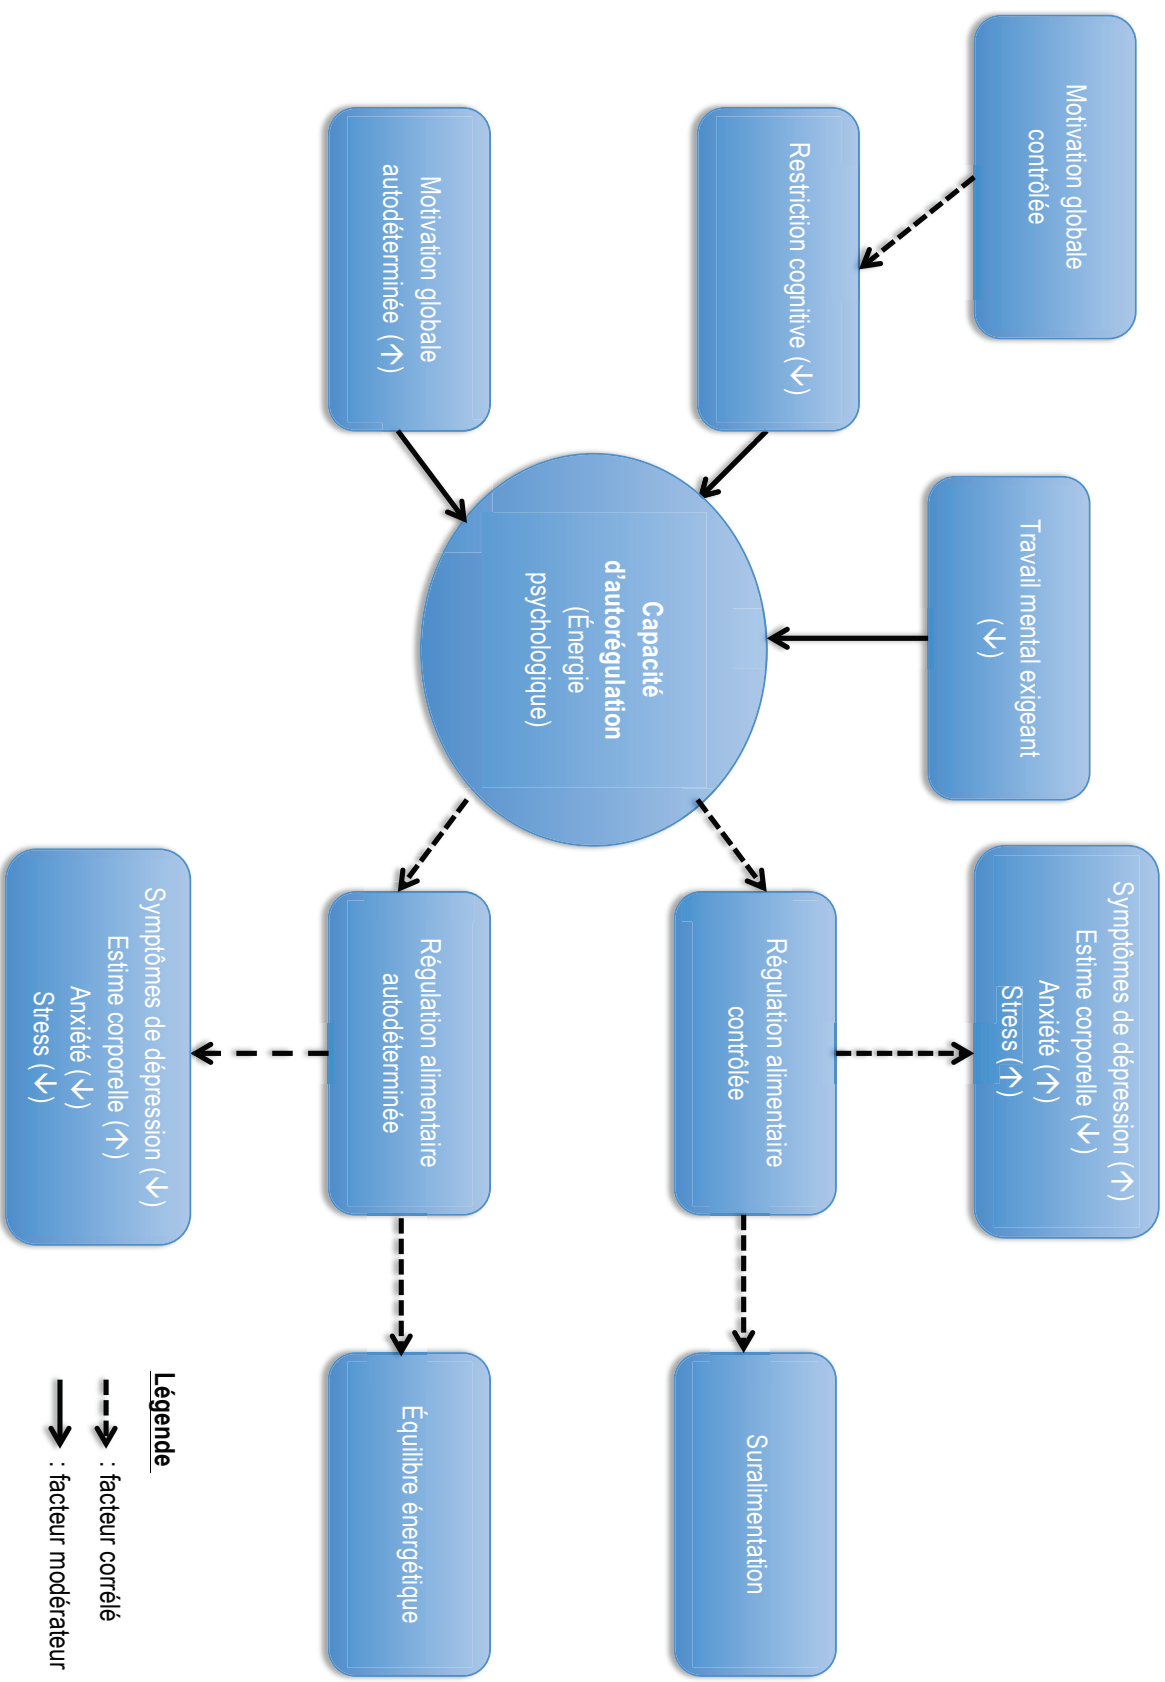 Motivation globale
contrôlée
Symptômes de dépression (↑)
Estime corporelle (↓)
Anxiété (↑)
Stress (↑)
Travail mental exigeant
(↓)
Restriction cognitive (↓)
Régulation alimentaire
contrôlée
Suralimentation
Capacité
d'autorégulation
(Énergie
psychologique)
Motivation globale
autodéterminée (↑)
Régulation alimentaire
autodéterminée
Équilibre énergétique
Symptômes de dépression (↓)
Estime corporelle (↑)
Anxiété (↓)
Stress (↓)
Légende
: facteur corrélé
: facteur modérateur